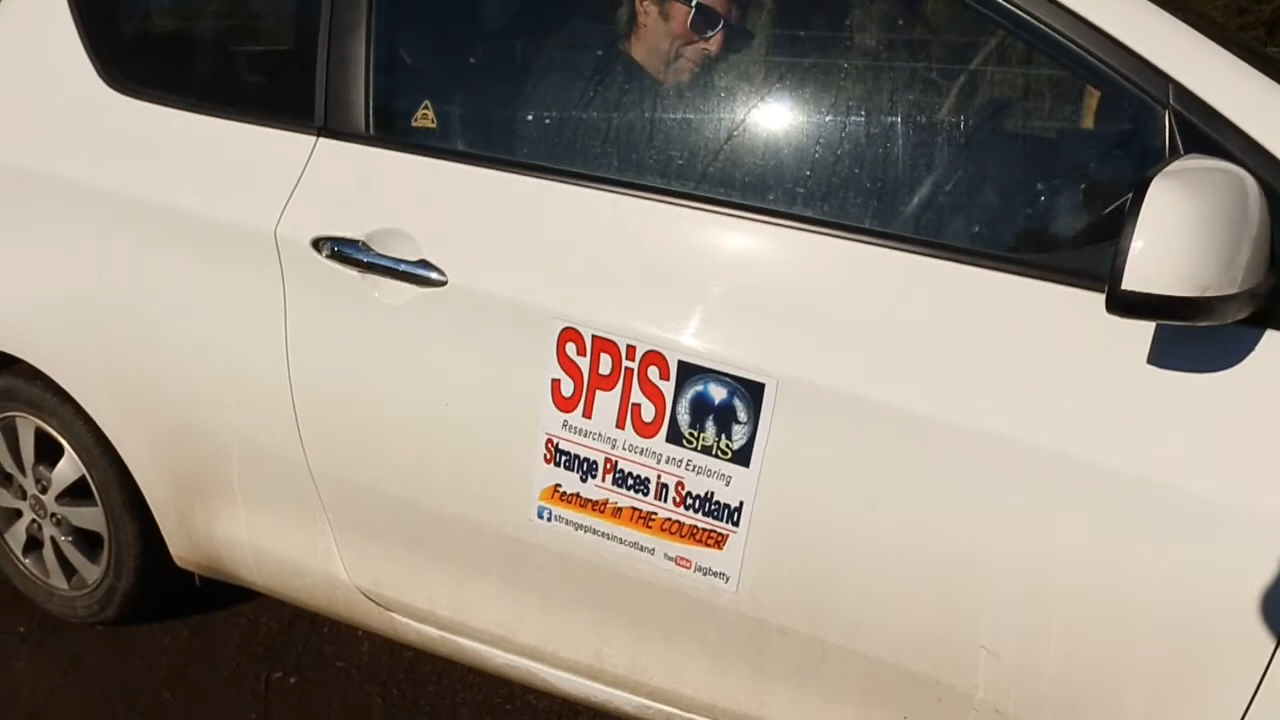 SPiS
SPiS
Researching, Locating and Exploring
Strange Places in Scotland
Featured in THE COURIER!
f strangeplacesinscotland
YouTube jagbetty